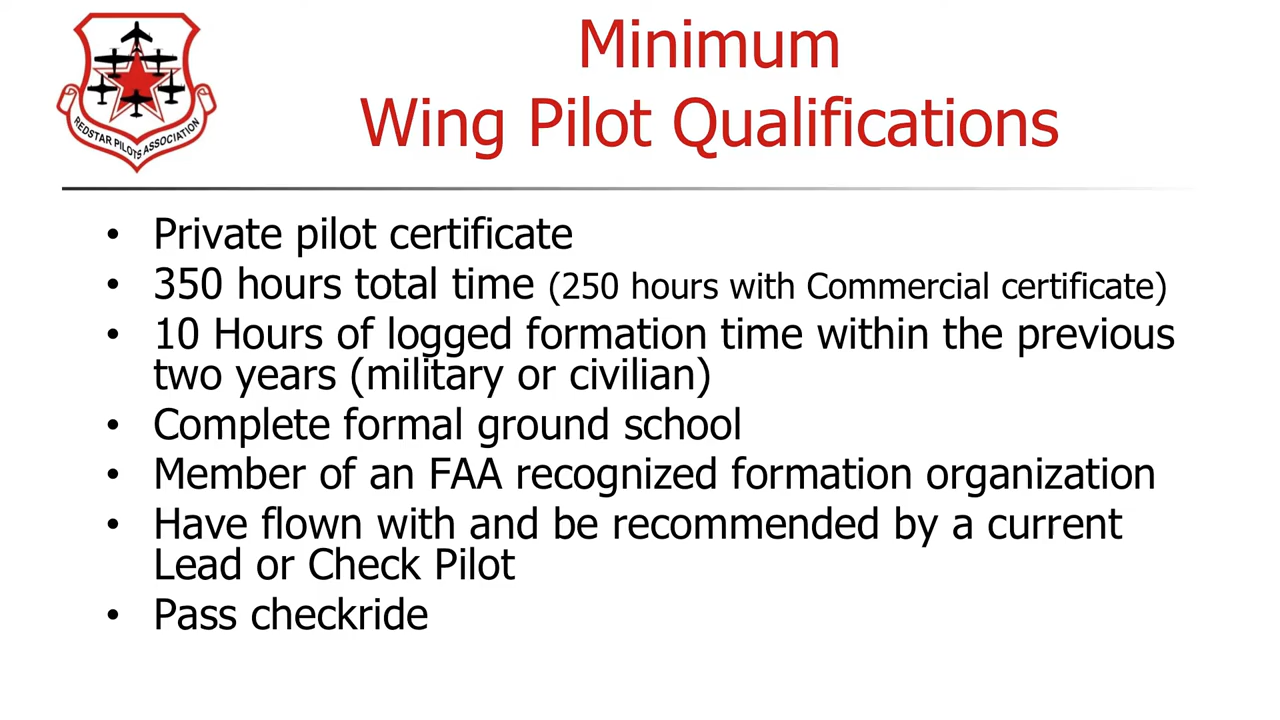 REDSTAR PILOTS ASSOCIATION
Minimum
Wing Pilot Qualifications
• Private pilot certificate
• 350 hours total time (250 hours with Commercial certificate)
• 10 Hours of logged formation time within the previous
two years (military or civilian)
• Complete formal ground school
• Member of an FAA recognized formation organization
• Have flown with and be recommended by a current
Lead or Check Pilot
• Pass checkride